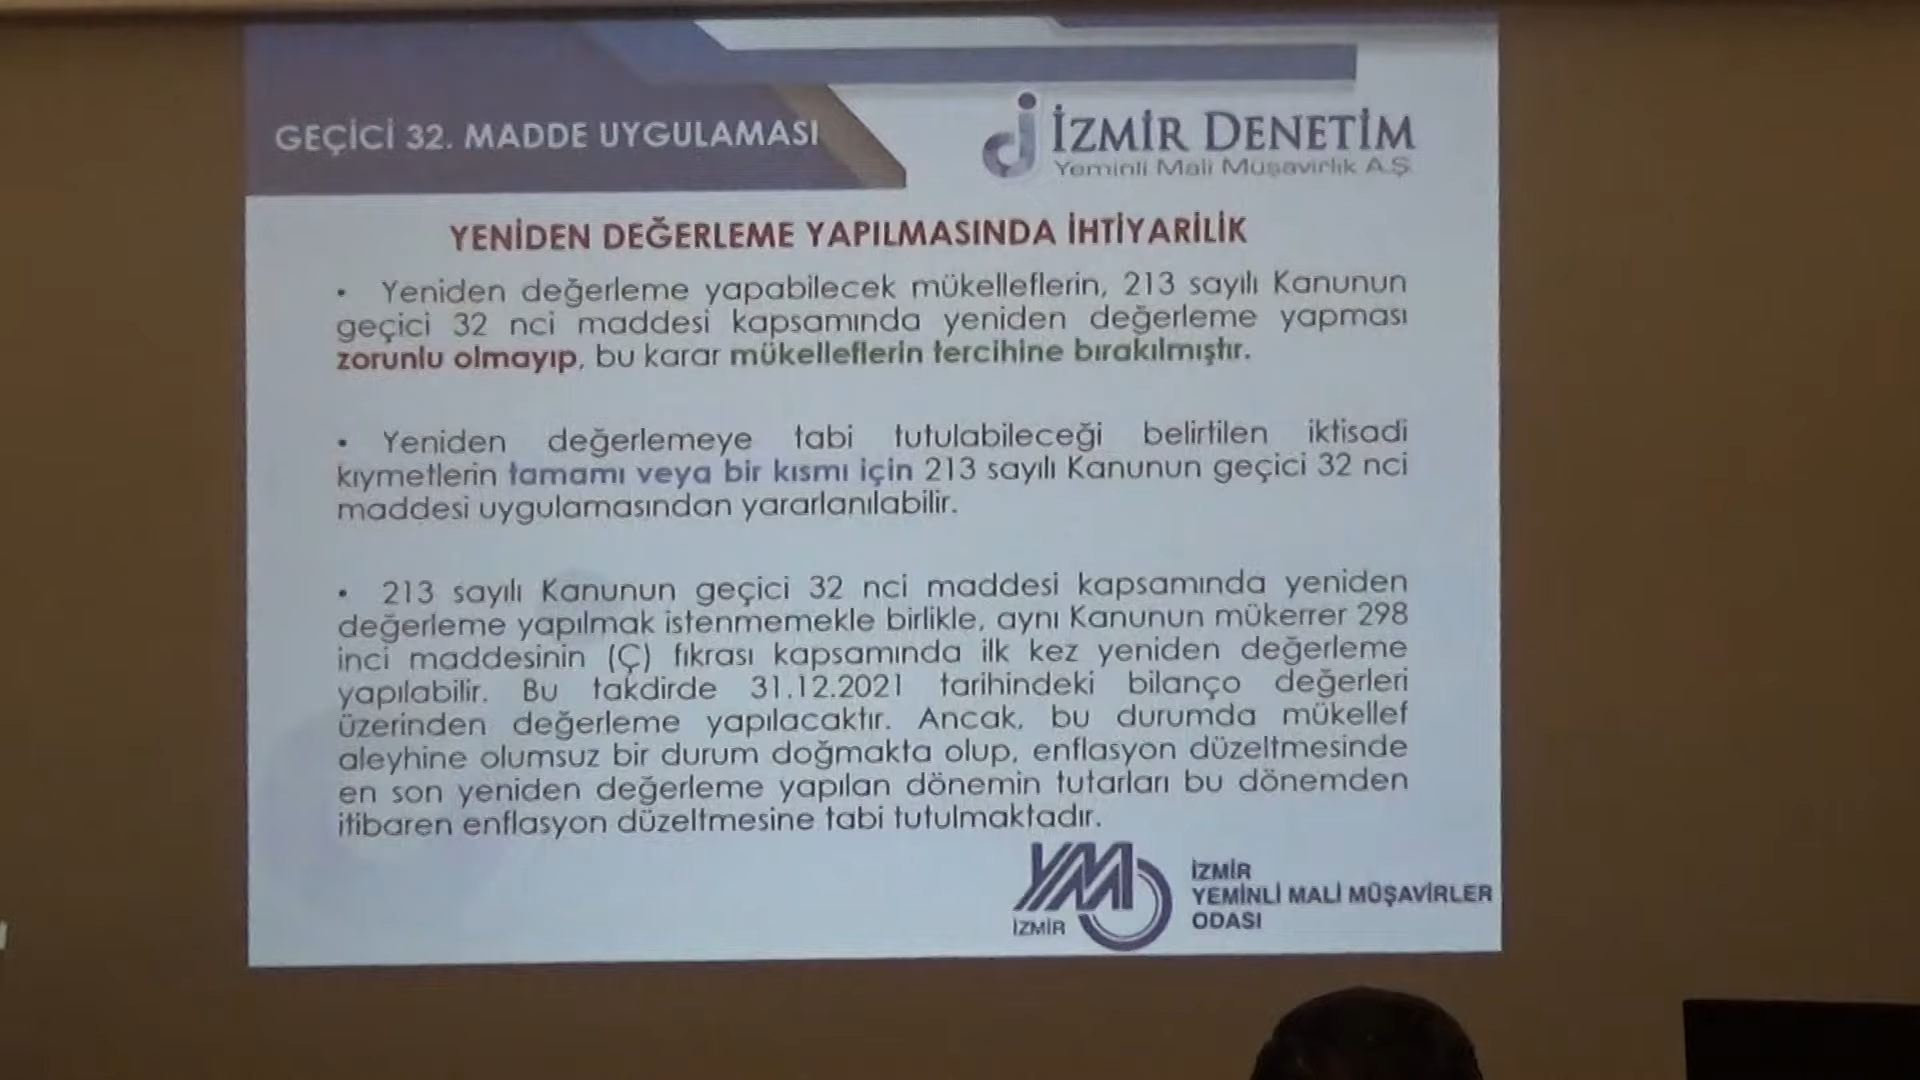 GEÇİCİ 32. MADDE UYGULAMASI
İZMİR DENETİM
Yeminli Mali Müşavirlik A.Ş.
YENİDEN DEĞERLEME YAPILMASINDA İHTİYARİLİK
• Yeniden değerleme yapabilecek mükelleflerin, 213 sayılı Kanunun
geçici 32 nci maddesi kapsamında yeniden değerleme yapması
zorunlu olmayıp, bu karar mükelleflerin tercihine bırakılmıştır.
• Yeniden değerlemeye tabi tutulabileceği belirtilen iktisadi
kıymetlerin tamamı veya bir kısmı için 213 sayılı Kanunun geçici 32 nci
maddesi uygulamasından yararlanılabilir.
• 213 sayılı Kanunun geçici 32 nci maddesi kapsamında yeniden
değerleme yapılmak istenmemekle birlikte, aynı Kanunun mükerrer 298
inci maddesinin (Ç) fıkrası kapsamında ilk kez yeniden değerleme
yapılabilir. Bu takdirde 31.12.2021 tarihindeki bilanço değerleri
üzerinden değerleme yapılacaktır. Ancak, bu durumda mükellef
aleyhine olumsuz bir durum doğmakta olup, enflasyon düzeltmesinde
en son yeniden değerleme yapılan dönemin tutarları bu dönemden
itibaren enflasyon düzeltmesine tabi tutulmaktadır.
YMMO
İZMİR
İZMİR
YEMİNLİ MALİ MÜŞAVİRLER
ODASI